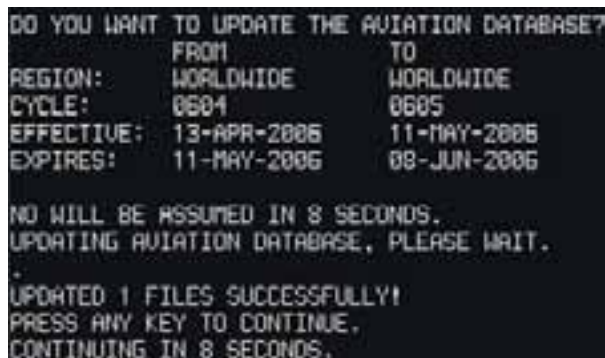 DO YOU WANT TO UPDATE THE AVIATION DATABASE?
FROM TO
REGION: WORLDWIDE WORLDWIDE
CYCLE: 0604 0605
EFFECTIVE: 13-APR-2006 11-MAY-2006
EXPIRES: 11-MAY-2006 08-JUN-2006
NO WILL BE ASSUMED IN 8 SECONDS.
UPDATING AVIATION DATABASE, PLEASE WAIT.
.
UPDATED 1 FILES SUCCESSFULLY!
PRESS ANY KEY TO CONTINUE.
CONTINUING IN 8 SECONDS.